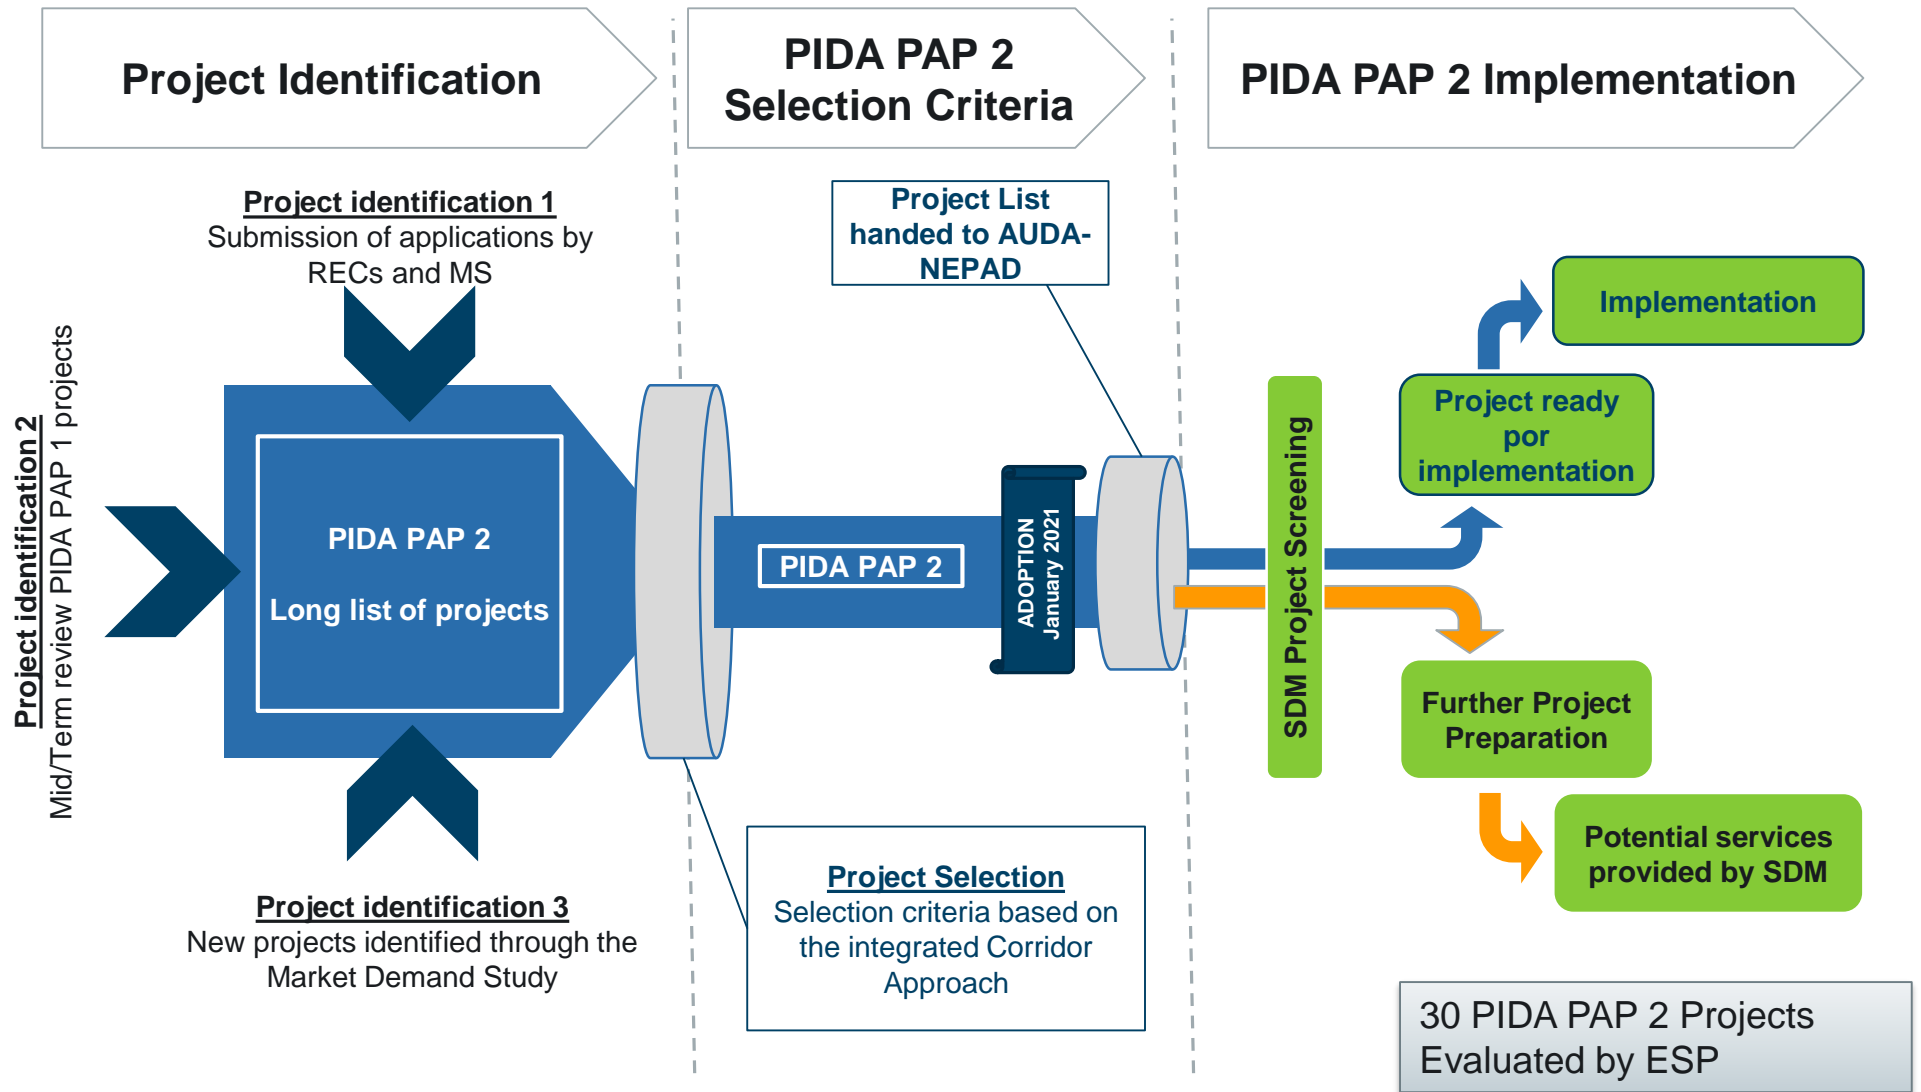 Project Identification
PIDA PAP 2
Selection Criteria
PIDA PAP 2 Implementation
Project identification 1
Submission of applications by
RECs and MS
Project identification 2
Mid/Term review PIDA PAP 1 projects
PIDA PAP 2
Long list of projects
Project identification 3
New projects identified through the
Market Demand Study
Project List
handed to AUDA-
NEPAD
PIDA PAP 2
ADOPTION
January 2021
Project Selection
Selection criteria based on
the integrated Corridor
Approach
SDM Project Screening
Implementation
Project ready
por
implementation
Further Project
Preparation
Potential services
provided by SDM
30 PIDA PAP 2 Projects
Evaluated by ESP